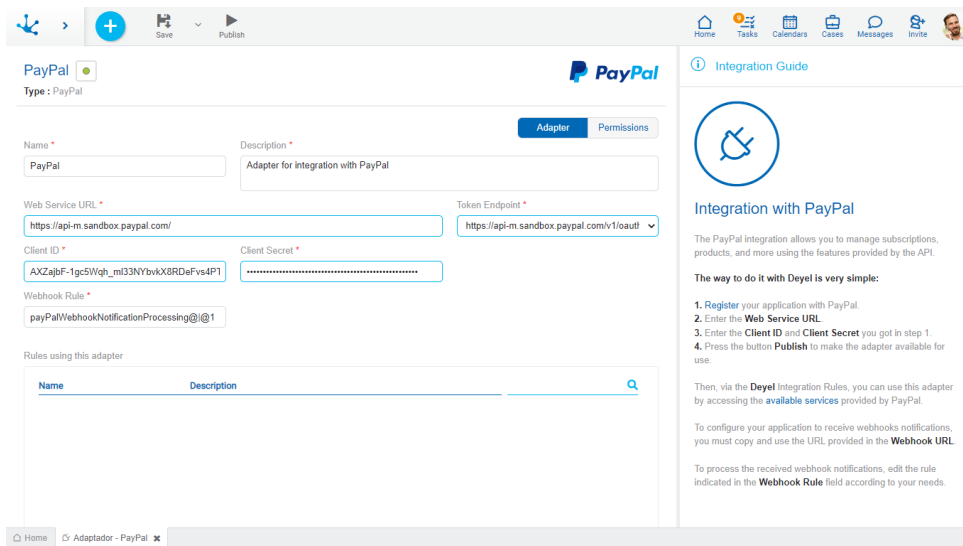 Save
Publish
Home
9
Tasks
Calendars
Cases
Messages
Invite
PayPal
Type : PayPal
PayPal
Adapter
Permissions
Name *
Description *
PayPal
Adapter for integration with PayPal
Web Service URL *
Token Endpoint *
https://api-m.sandbox.paypal.com/
https://api-m.sandbox.paypal.com/v1/oauth
Client ID *
Client Secret *
Webhook Rule *
payPalWebhookNotificationProcessing@|@1
Rules using this adapter
Name
Description
Integration Guide
Integration with PayPal
The PayPal integration allows you to manage subscriptions,
products, and more using the features provided by the API.
The way to do it with Deyel is very simple:
1. Register your application with PayPal.
2. Enter the Web Service URL.
3. Enter the Client ID and Client Secret you got in step 1.
4. Press the button Publish to make the adapter available for
use.
Then, via the Deyel Integration Rules, you can use this adapter
by accessing the available services provided by PayPal.
To configure your application to receive webhooks notifications,
you must copy and use the URL provided in the Webhook URL.
To process the received webhook notifications, edit the rule
indicated in the Webhook Rule field according to your needs.
Home
Adaptador - PayPal